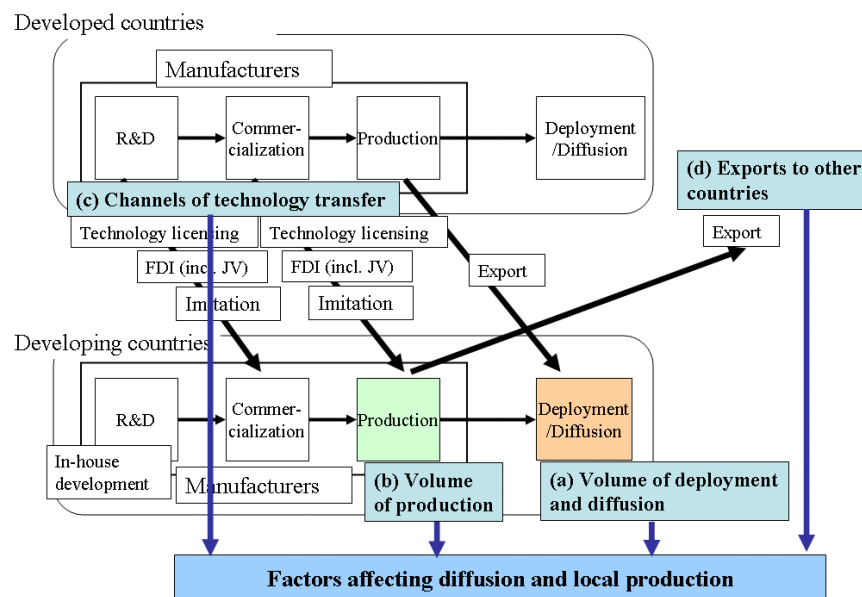 Developed countries
Manufacturers
R&D
Commer-
cialization
Production
Deployment
/Diffusion
(c) Channels of technology transfer
(d) Exports to other
countries
Technology licensing
Technology licensing
Export
FDI (incl. JV)
FDI (incl. JV)
Export
Imitation
Imitation
Developing countries
R&D
Commer-
cialization
Production
Deployment
/Diffusion
In-house
development
Manufacturers
(b) Volume
of production
(a) Volume of deployment
and diffusion
Factors affecting diffusion and local production